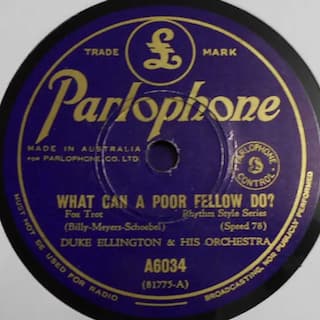 TRADE MARK
£
Parlophone
MADE IN AUSTRALIA
FOR PARLOPHONE. CO. LTD.
PARLOPHONE
CONTROL
WHAT CAN A POOR FELLOW DO?
Fox Trot Rhythm Style Series
(Billy-Meyers-Schoebel) (Speed 78)
DUKE ELLINGTON & HIS ORCHESTRA
A6034
(81775-A)
MUST NOT BE USED FOR RADIO
BROADCASTING, OR PUBLICLY PERFORMED